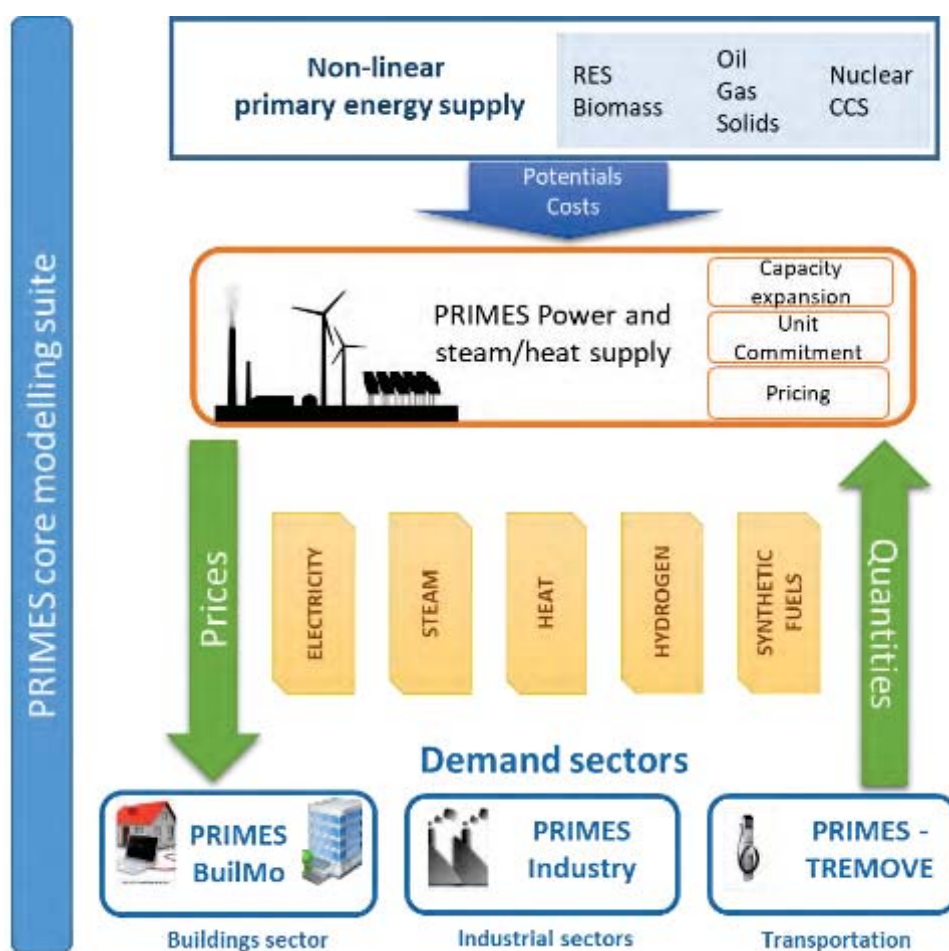 PRIMES core modelling suite
Non-linear
primary energy supply
RES
Biomass
Oil
Gas
Solids
Nuclear
CCS
Potentials
Costs
PRIMES Power and
steam/heat supply
Capacity
expansion
Unit
Commitment
Pricing
Prices
ELECTRICITY
STEAM
HEAT
HYDROGEN
SYNTHETIC
FUELS
Quantities
Demand sectors
PRIMES
BuilMo
PRIMES
Industry
PRIMES -
TREMOVE
Buildings sector
Industrial sectors
Transportation